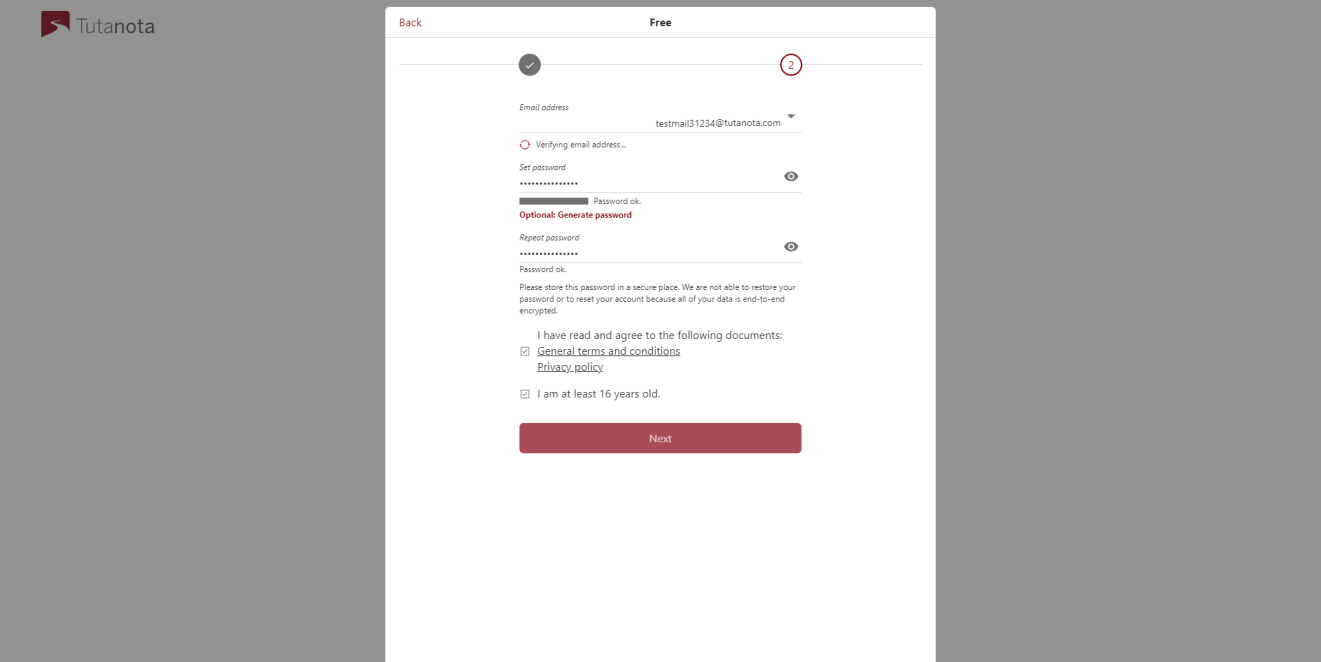 Tutanota
Back
Free
2
Email address
testmail31234@tutanota.com
Verifying email address...
Set password
•••••••••••••••
Password ok.
Optional: Generate password
Repeat password
•••••••••••••••
Password ok.
Please store this password in a secure place. We are not able to restore your
password or to reset your account because all of your data is end-to-end
encrypted.
I have read and agree to the following documents:
General terms and conditions
Privacy policy
I am at least 16 years old.
Next